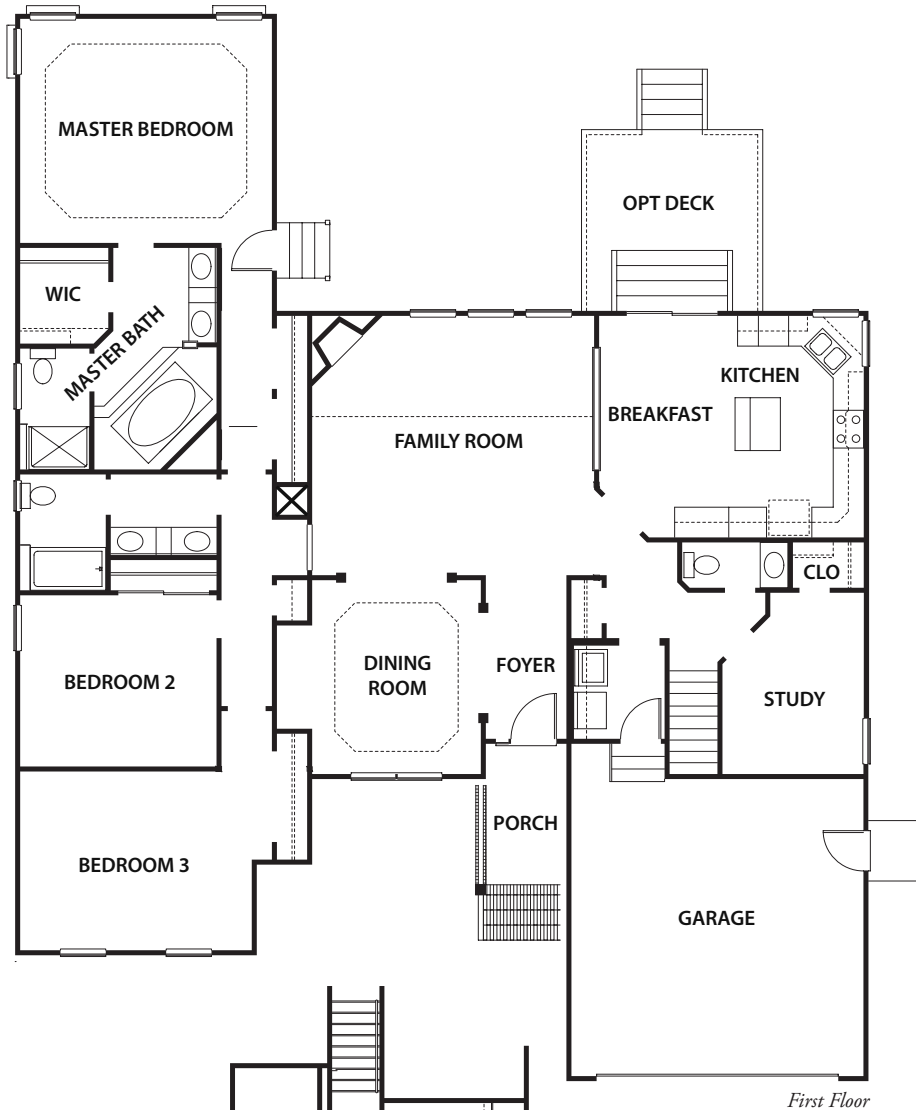 MASTER BEDROOM
OPT DECK
WIC
MASTER BATH
KITCHEN
BREAKFAST
FAMILY ROOM
CLO
DINING
ROOM
FOYER
BEDROOM 2
STUDY
PORCH
BEDROOM 3
GARAGE
First Floor